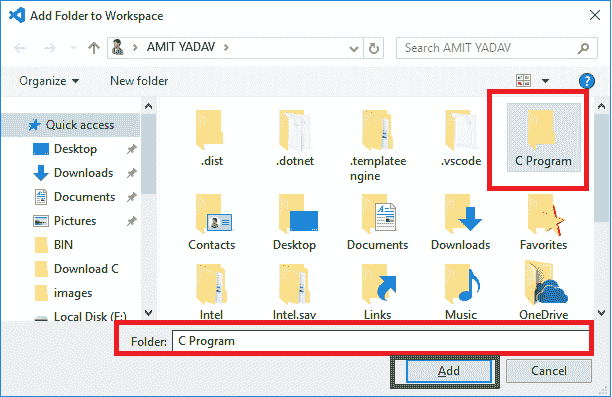 Add Folder to Workspace
AMIT YADAV
Search AMIT YADAV
Organize
New folder
?
Quick access
Desktop
Downloads
Documents
Pictures
BIN
Download C
images
Local Disk (F:)
.dist
.dotnet
.templateengine
.vscode
C Program
Contacts
Desktop
Documents
Downloads
Favorites
Intel
Intel.sav
Links
Music
OneDrive
Folder: C Program
Add
Cancel